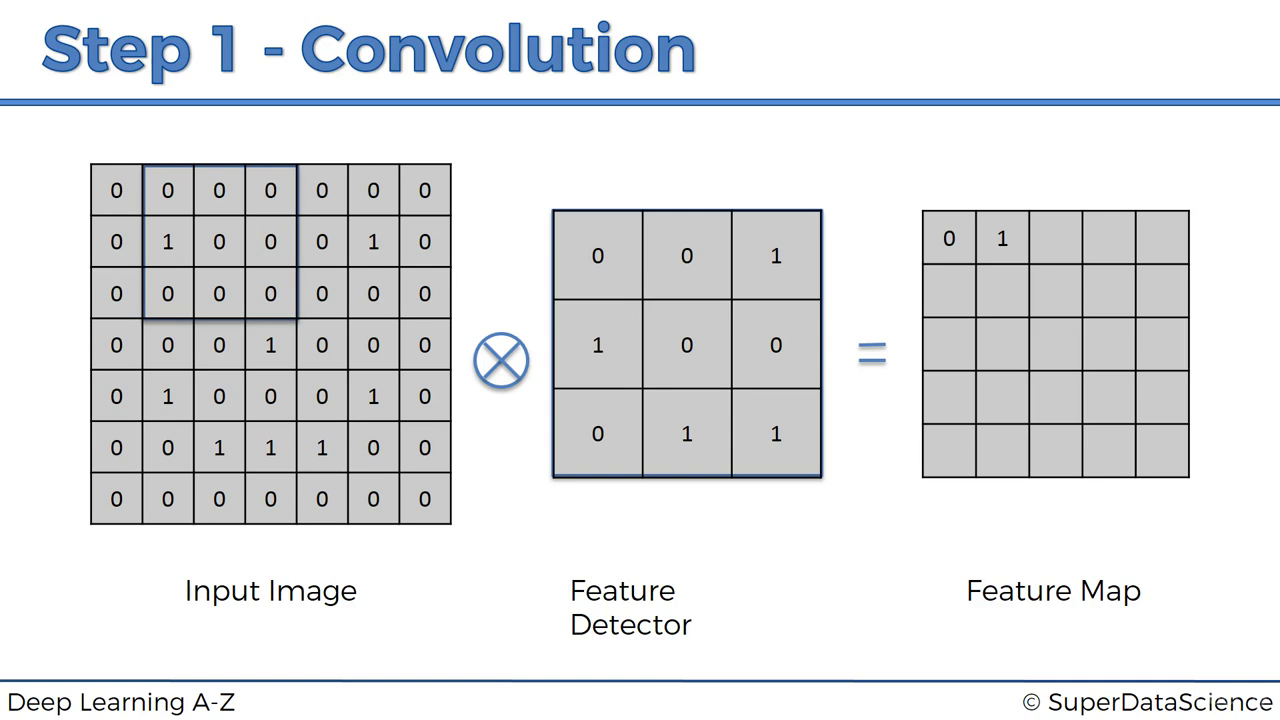 Step 1 - Convolution
0 0 0 0 0 0 0
0 1 0 0 0 1 0
0 0 0 0 0 0 0
0 0 0 1 0 0 0
0 1 0 0 0 1 0
0 0 1 1 1 0 0
0 0 0 0 0 0 0
0 0 1
1 0 0
0 1 1
=
0 1
Input Image
Feature
Detector
Feature Map
Deep Learning A-Z
© SuperDataScience